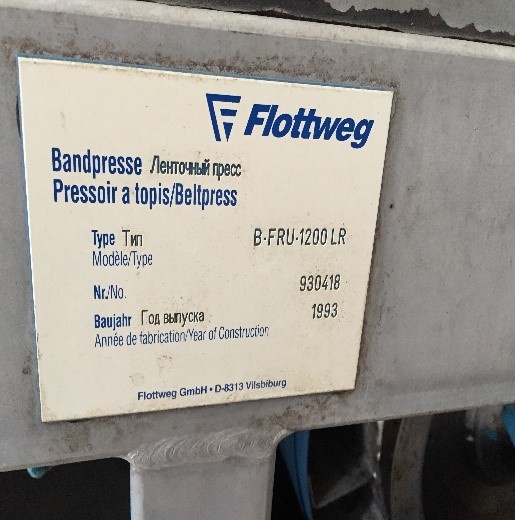 Flottweg
Bandpresse Ленточный пресс
Pressoir a topis/Beltpress
Type Тип B-FRU-1200 LR
Modèle/Type
Nr./No. 930418
Baujahr Год выпуска 1993
Année de fabrication/Year of Construction
Flottweg GmbH • D-8313 Vilsbiburg